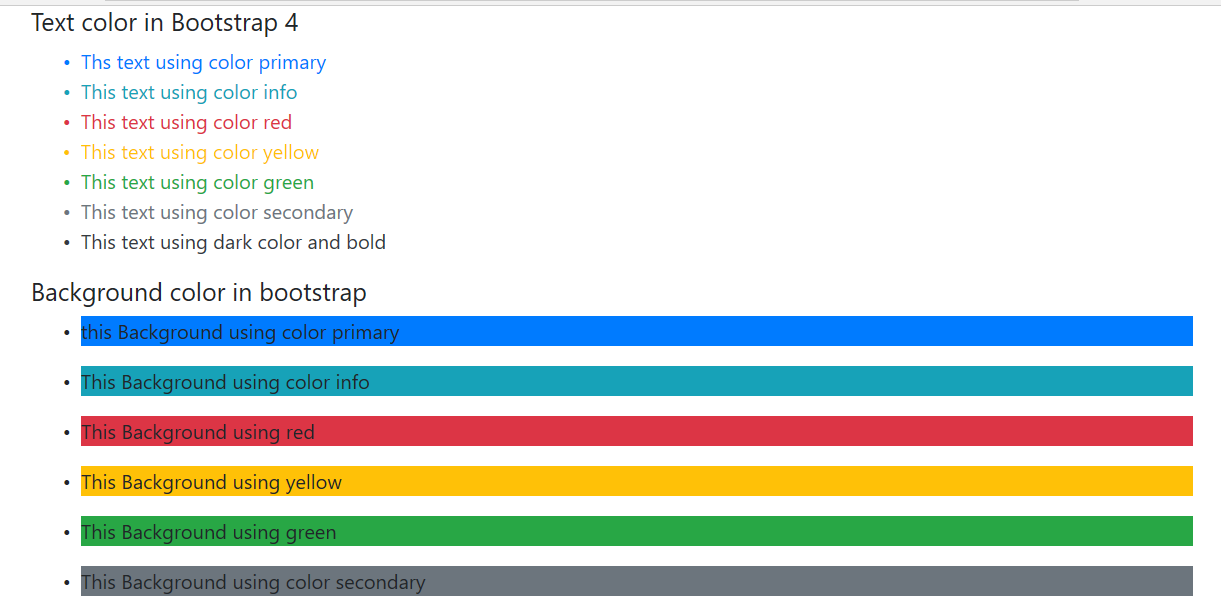 Text color in Bootstrap 4
• Ths text using color primary
• This text using color info
• This text using color red
• This text using color yellow
• This text using color green
• This text using color secondary
• This text using dark color and bold
Background color in bootstrap
• this Background using color primary
• This Background using color info
• This Background using red
• This Background using yellow
• This Background using green
• This Background using color secondary